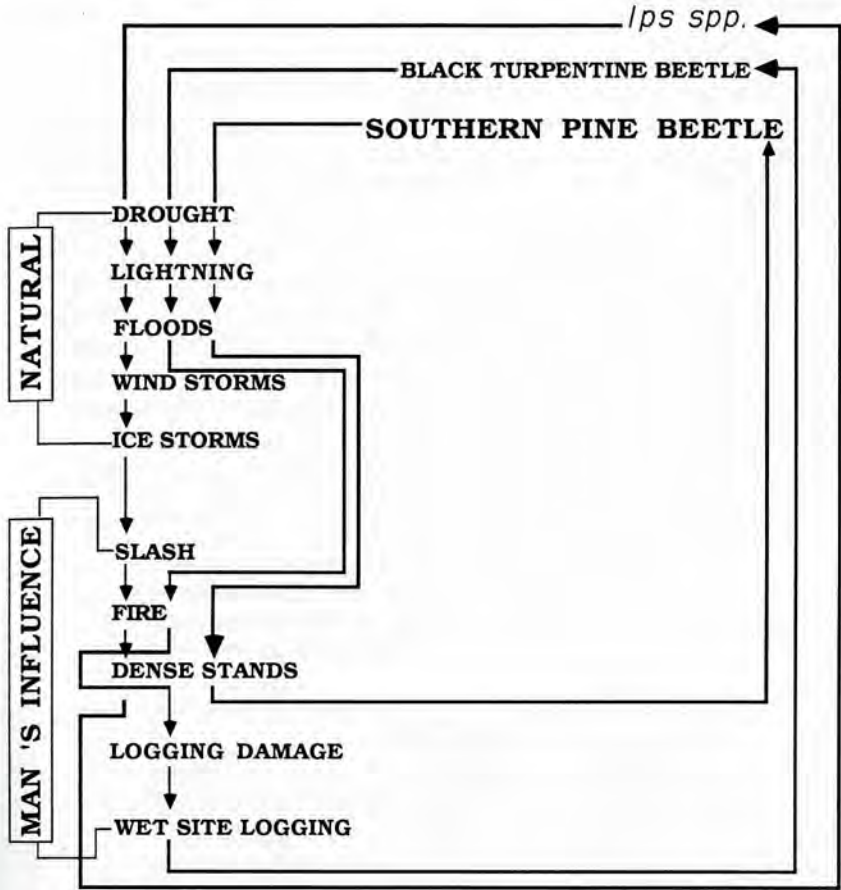 Ips spp.
BLACK TURPENTINE BEETLE
SOUTHERN PINE BEETLE
NATURAL
DROUGHT
LIGHTNING
FLOODS
WIND STORMS
ICE STORMS
MAN 'S INFLUENCE
SLASH
FIRE
DENSE STANDS
LOGGING DAMAGE
WET SITE LOGGING